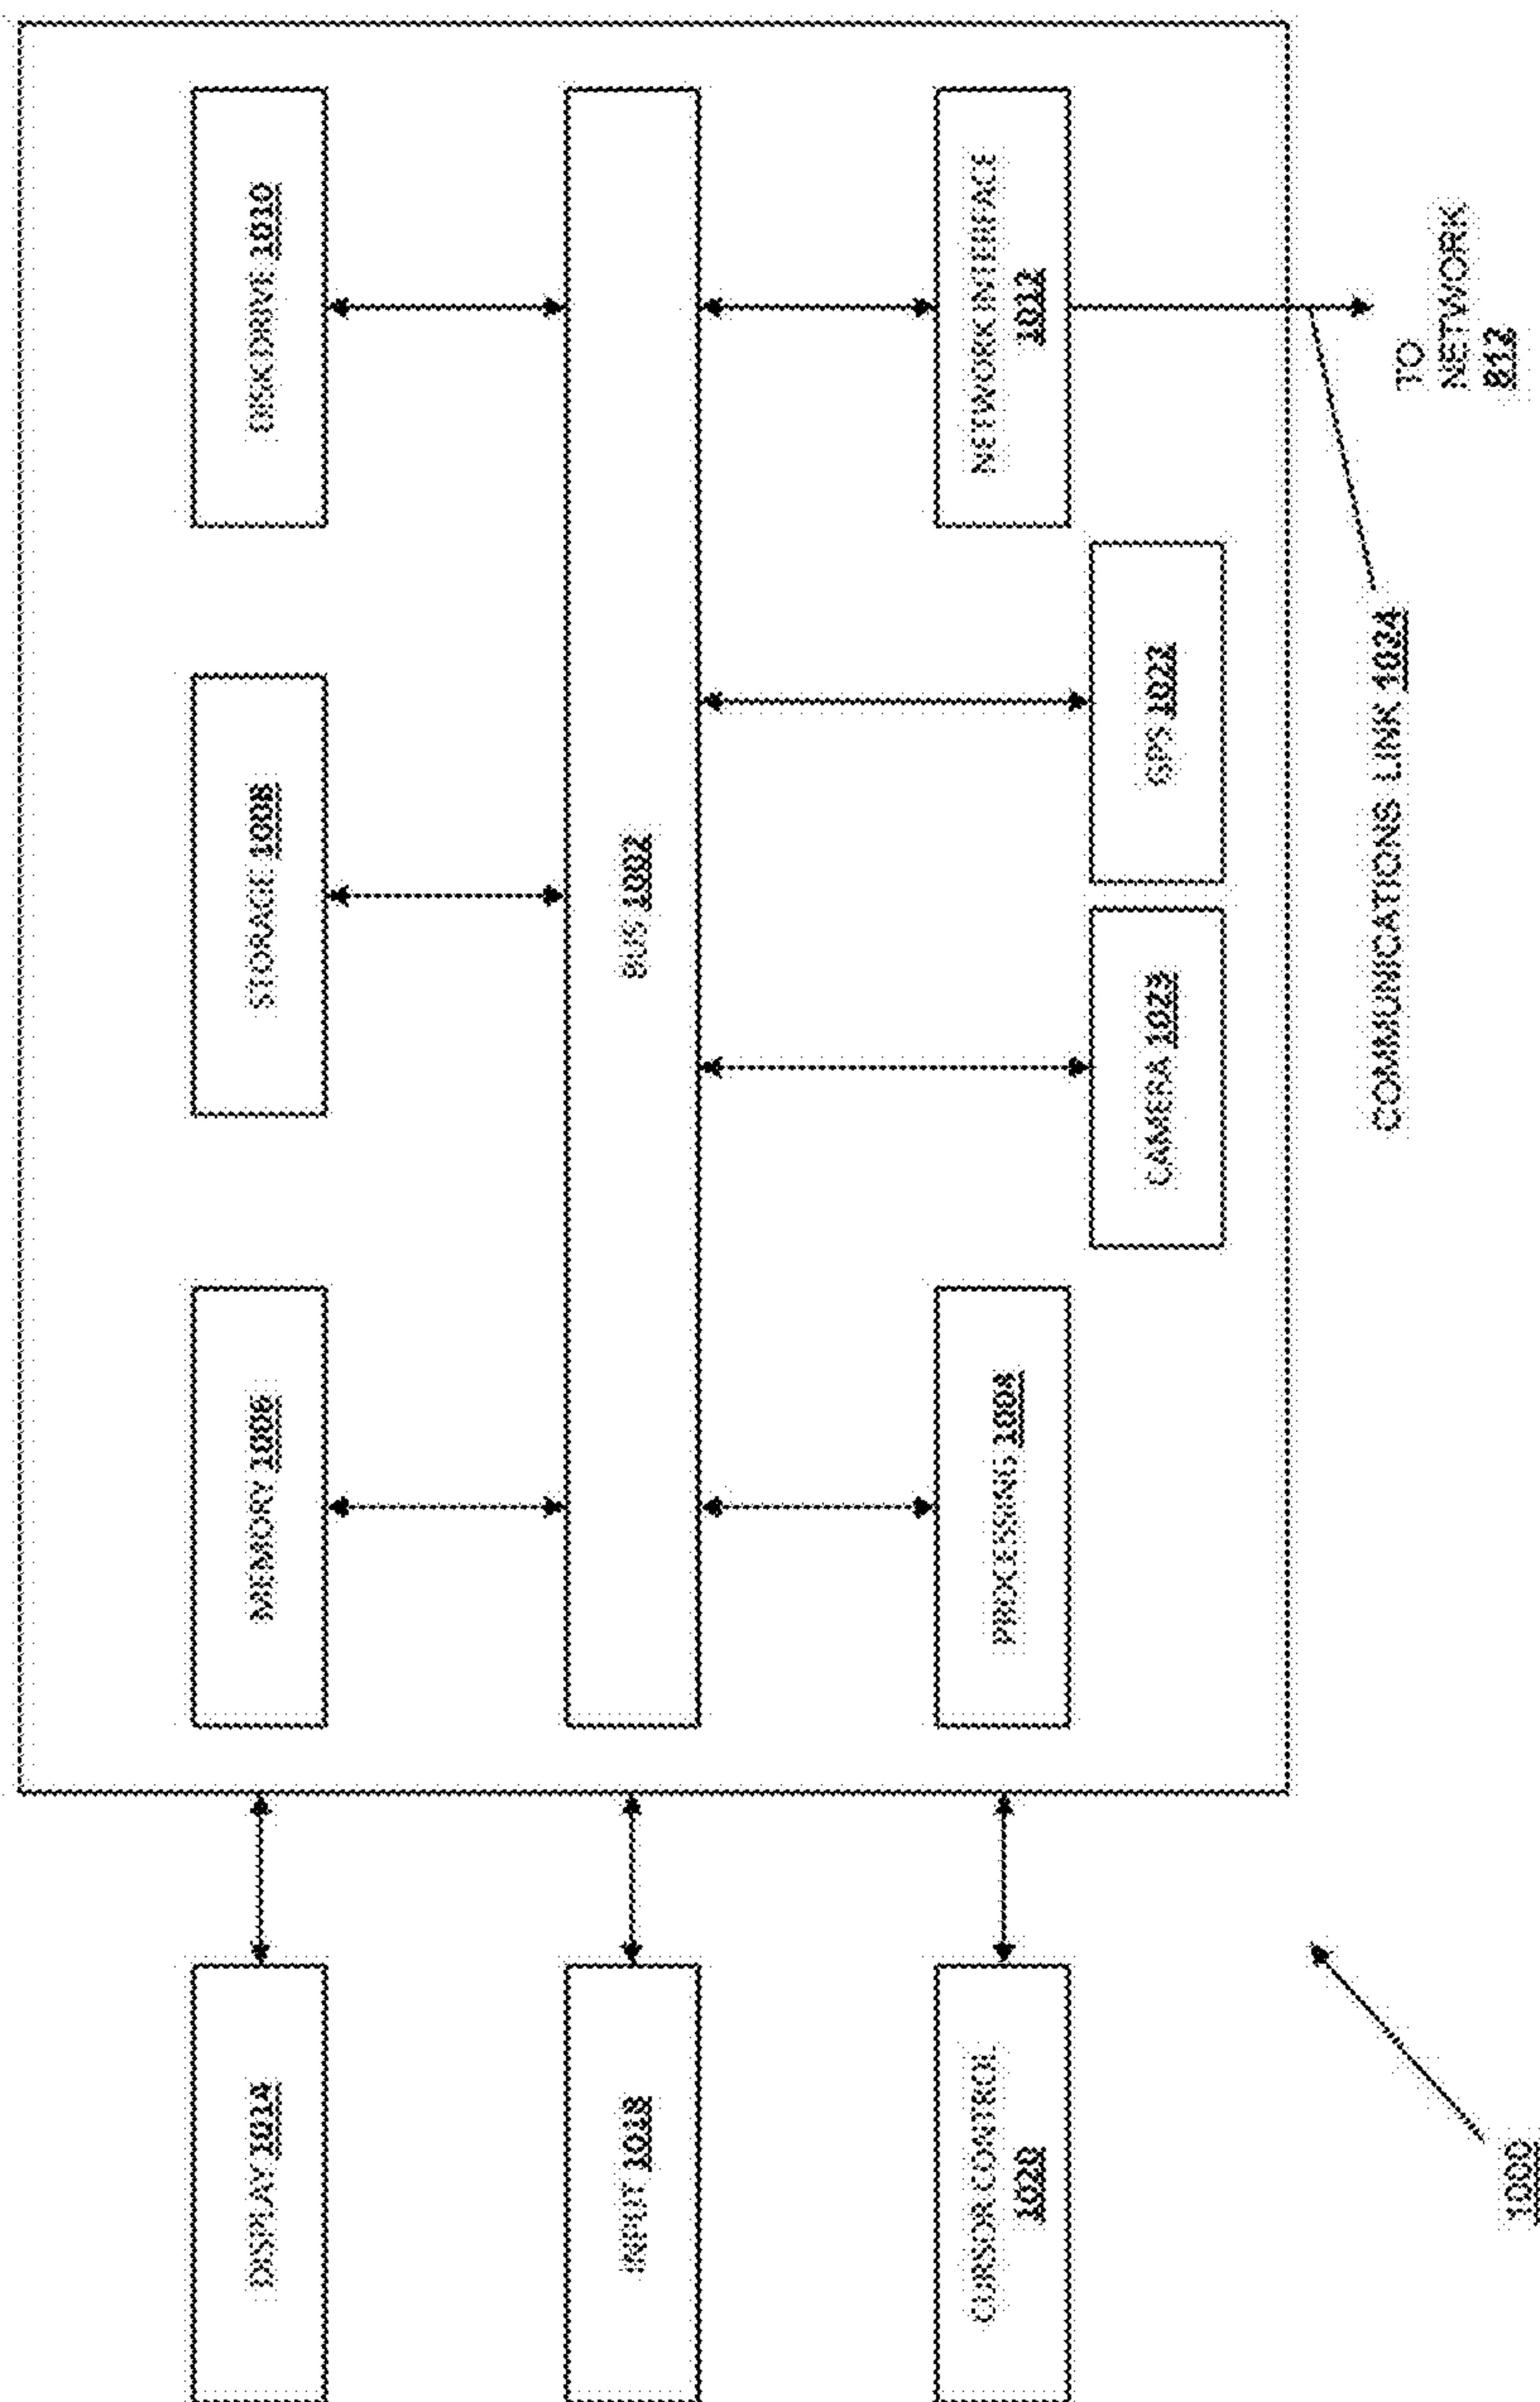 DISPLAY 1014
MEMORY 1006
STORAGE 1008
DISK DRIVE 1010
INPUT 1018
BUS 1002
CURSOR CONTROL
1020
PROCESSING 1004
NETWORK INTERFACE
1012
CAMERA 1023
GPS 1022
COMMUNICATIONS LINK 1024
TO
NETWORK
812
1000